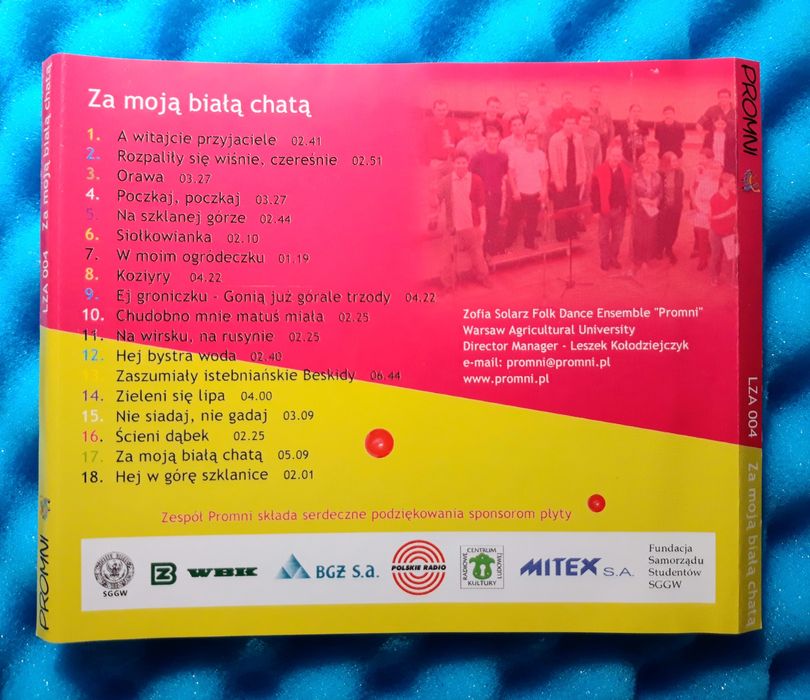 Za moją białą chatą
1. A witajcie przyjaciele 02.41
2. Rozpaliły się wiśnie, czereśnie 02.51
3. Orawa 03.27
4. Poczkaj, poczkaj 03.27
5. Na szklanej górze 02.44
6. Siołkowianka 02.10
7. W moim ogródeczku 01.19
8. Koziyry 04.22
9. Ej groniczku - Gonią już górale trzody 04.22
10. Chudobno mnie matuś miała 02.25
11. Na wirsku, na rusynie 02.25
12. Hej bystra woda 02.40
13. Zaszumiały istebniańskie Beskidy 06.44
14. Zieleni się lipa 04.00
15. Nie siadaj, nie gadaj 03.09
16. Ścieni dąbek 02.25
17. Za moją białą chatą 05.09
18. Hej w górę szklanice 02.01
Zofia Solarz Folk Dance Ensemble "Promni"
Warsaw Agricultural University
Director Manager - Leszek Kołodziejczyk
e-mail: promni@promni.pl
www.promni.pl
Zespół Promni składa serdeczne podziękowania sponsorom płyty
SGGW
WBK
BGŻ S.A.
POLSKIE RADIO
RADIOWE CENTRUM KULTURY LUDOWEJ
MITEX S.A.
Fundacja
Samorządu
Studentów
SGGW
PROMNI LZA 004 Za moją białą chatą
PROMNI LZA 004 Za moją białą chatą